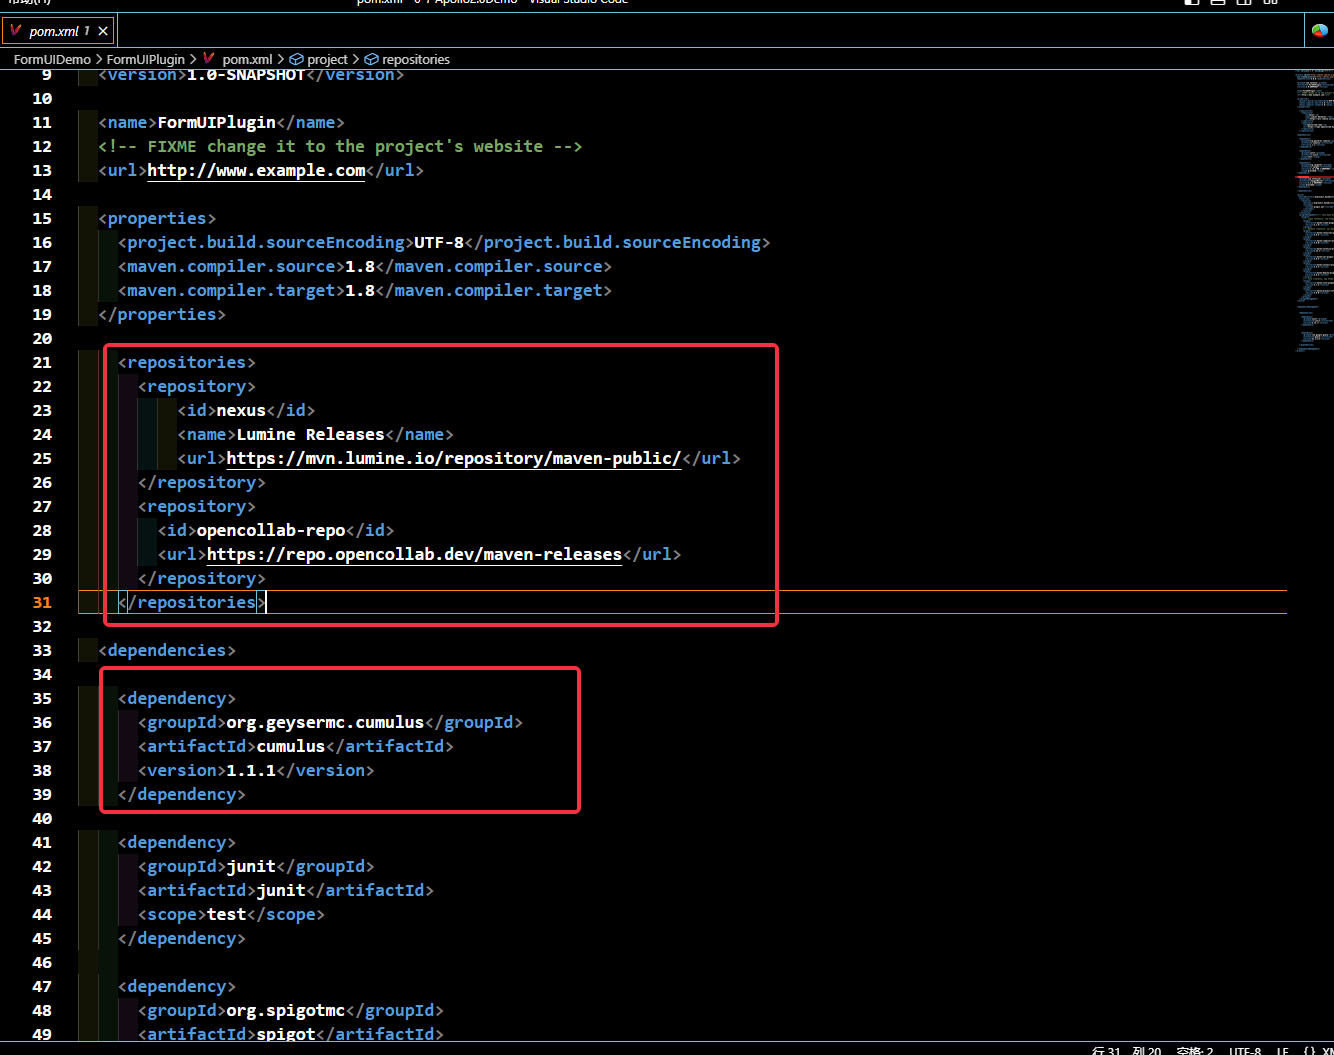 pom.xml 1
FormUIDemo > FormUIPlugin > pom.xml > project > repositories
9 <version>1.0-SNAPSHOT</version>
10
11 <name>FormUIPlugin</name>
12 <!-- FIXME change it to the project's website -->
13 <url>http://www.example.com</url>
14
15 <properties>
16 <project.build.sourceEncoding>UTF-8</project.build.sourceEncoding>
17 <maven.compiler.source>1.8</maven.compiler.source>
18 <maven.compiler.target>1.8</maven.compiler.target>
19 </properties>
20
21 <repositories>
22 <repository>
23 <id>nexus</id>
24 <name>Lumine Releases</name>
25 <url>https://mvn.lumine.io/repository/maven-public/</url>
26 </repository>
27 <repository>
28 <id>opencollab-repo</id>
29 <url>https://repo.opencollab.dev/maven-releases</url>
30 </repository>
31 </repositories>
32
33 <dependencies>
34
35 <dependency>
36 <groupId>org.geysermc.cumulus</groupId>
37 <artifactId>cumulus</artifactId>
38 <version>1.1.1</version>
39 </dependency>
40
41 <dependency>
42 <groupId>junit</groupId>
43 <artifactId>junit</artifactId>
44 <scope>test</scope>
45 </dependency>
46
47 <dependency>
48 <groupId>org.spigotmc</groupId>
49 <artifactId>spigot</artifactId>
行 31 列 20 空格: 2 UTF-8 LF {}